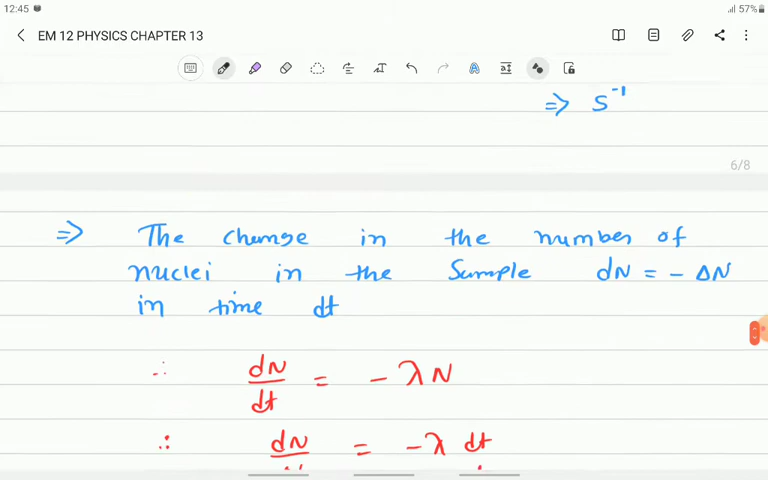 12:45 57%
EM 12 PHYSICS CHAPTER 13
⇒ S⁻¹
6/8
⇒ The change in the number of
nuclei in the Sample dN = - ΔN
in time dt
∴ dN/dt = - λN
∴ dN = -λ dt